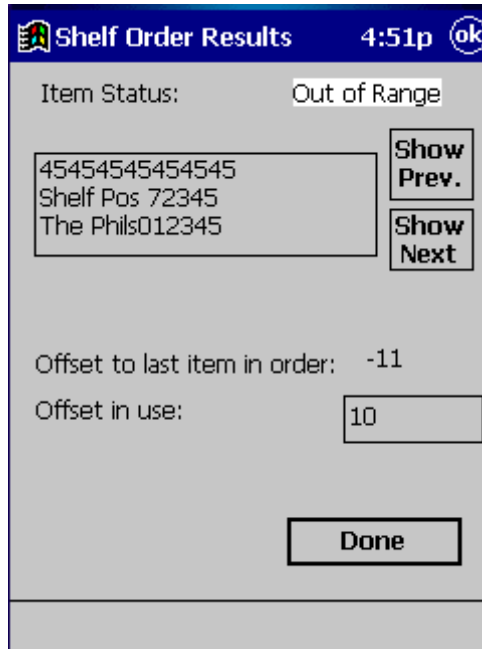 Shelf Order Results 4:51p ok
Item Status: Out of Range
45454545454545
Shelf Pos 72345
The Phils012345
Show
Prev.
Show
Next
Offset to last item in order: -11
Offset in use: 10
Done